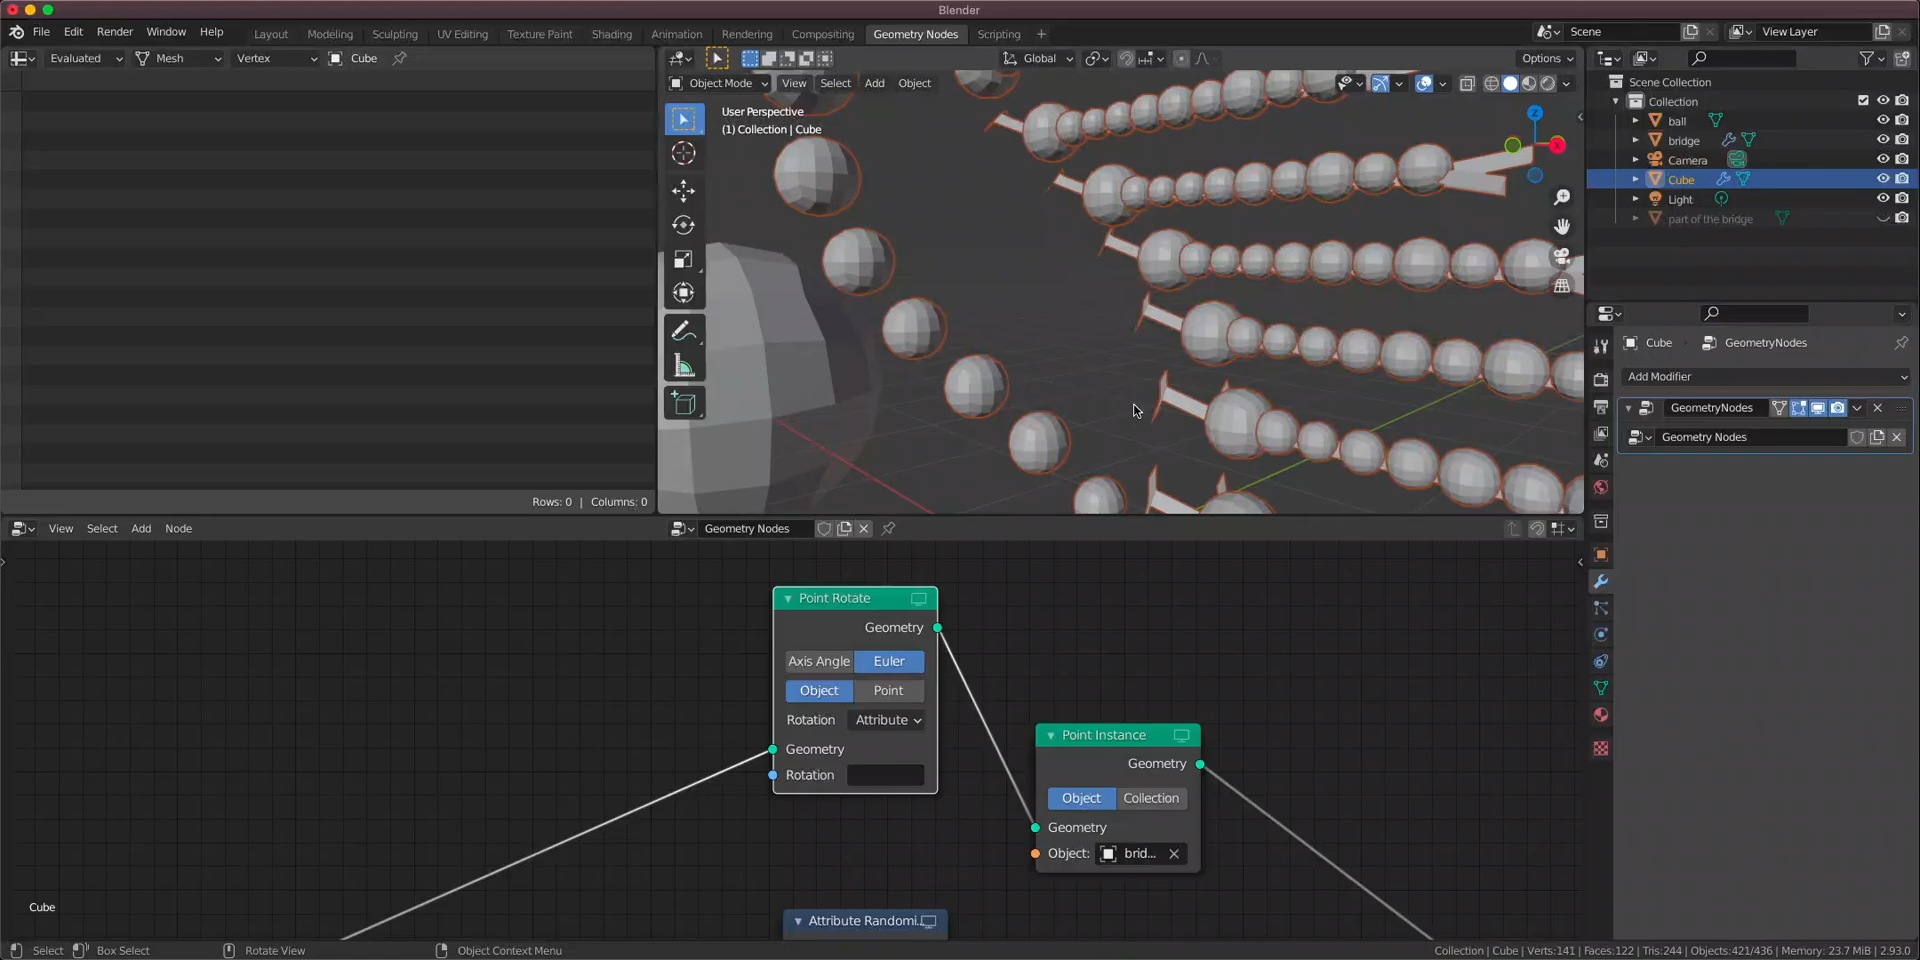 Blender
File Edit Render Window Help Layout Modeling Sculpting UV Editing Texture Paint Shading Animation Rendering Compositing Geometry Nodes Scripting + Scene View Layer
Evaluated Mesh Vertex Cube Global Options
Object Mode View Select Add Object
User Perspective
(1) Collection | Cube
Z
X
Scene Collection
Collection
ball
bridge
Camera
Cube
Light
part of the bridge
Cube GeometryNodes
Add Modifier
GeometryNodes
Geometry Nodes
Rows: 0 | Columns: 0
View Select Add Node Geometry Nodes
Point Rotate
Geometry
Axis Angle Euler
Object Point
Rotation Attribute
Geometry
Rotation
Point Instance
Geometry
Object Collection
Geometry
Object: brid...
Attribute Randomi...
Cube
Select Box Select Rotate View Object Context Menu
Collection | Cube | Verts:141 | Faces:122 | Tris:244 | Objects:421/436 | Memory: 23.7 MiB | 2.93.0